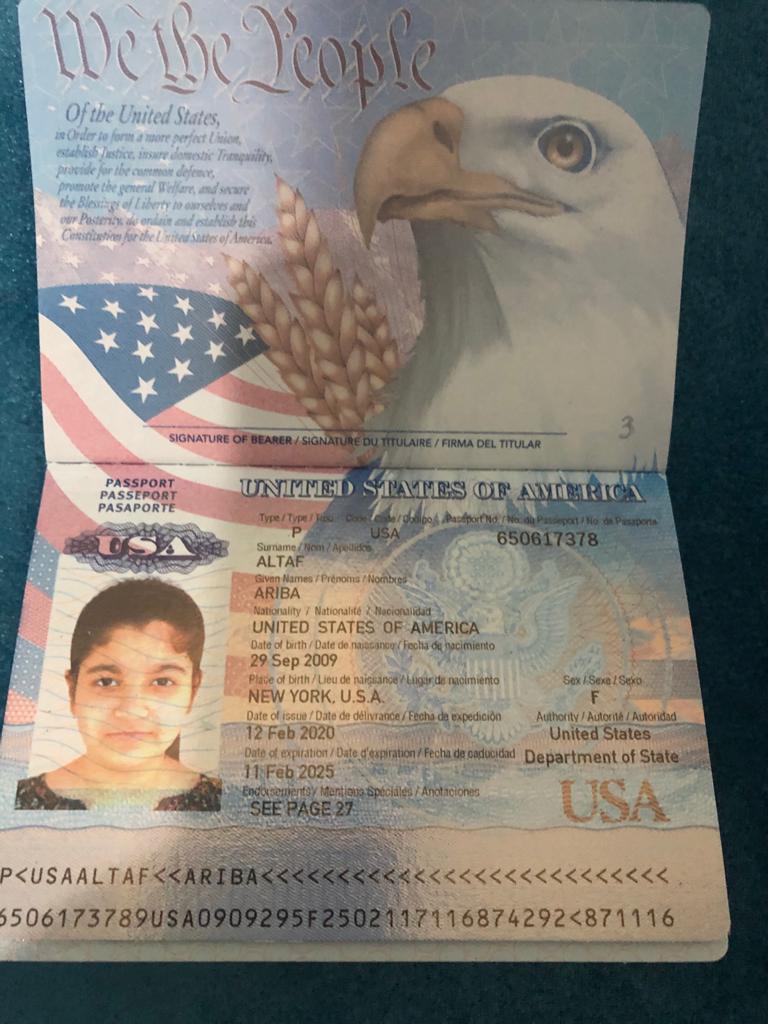 We the People
Of the United States,
in Order to form a more perfect Union,
establish Justice, insure domestic Tranquility,
provide for the common defence,
promote the general Welfare, and secure
the Blessings of Liberty to ourselves and
our Posterity, do ordain and establish this
Constitution for the United States of America.
3
SIGNATURE OF BEARER / SIGNATURE DU TITULAIRE / FIRMA DEL TITULAR
PASSPORT
PASSEPORT
PASAPORTE
UNITED STATES OF AMERICA
USA
Type / Type / Tipo Code / Code / Código Passport No. / No. du Passeport / No. de Pasaporte
P USA 650617378
Surname / Nom / Apellidos
ALTAF
Given Names / Prénoms / Nombres
ARIBA
Nationality / Nationalité / Nacionalidad
UNITED STATES OF AMERICA
Date of birth / Date de naissance / Fecha de nacimiento
29 Sep 2009
Place of birth / Lieu de naissance / Lugar de nacimiento Sex / Sexe / Sexo
NEW YORK, U.S.A. F
Date of issue / Date de délivrance / Fecha de expedición Authority / Autorité / Autoridad
12 Feb 2020 United States
Date of expiration / Date d'expiration / Fecha de caducidad Department of State
11 Feb 2025
Endorsements / Mentions Spéciales / Anotaciones
SEE PAGE 27
USA
P<USAALTAF<<ARIBA<<<<<<<<<<<<<<<<<<<<<<<<<<<
6506173789USA0909295F2502117116874292<871116